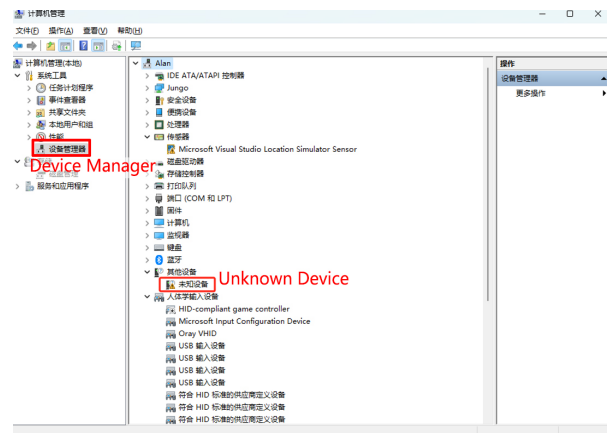 计算机管理
文件(F) 操作(A) 查看(V) 帮助(H)
计算机管理(本地)
系统工具
任务计划程序
事件查看器
共享文件夹
本地用户和组
性能
设备管理器
Device Manager
磁盘管理
服务和应用程序
Alan
IDE ATA/ATAPI 控制器
Jungo
安全设备
便携设备
处理器
传感器
Microsoft Visual Studio Location Simulator Sensor
磁盘驱动器
存储控制器
打印队列
端口 (COM 和 LPT)
固件
计算机
监视器
键盘
蓝牙
其他设备
未知设备
Unknown Device
人体学输入设备
HID-compliant game controller
Microsoft Input Configuration Device
Oray VHID
USB 输入设备
USB 输入设备
USB 输入设备
USB 输入设备
符合 HID 标准的供应商定义设备
符合 HID 标准的供应商定义设备
符合 HID 标准的供应商定义设备
操作
设备管理器
更多操作